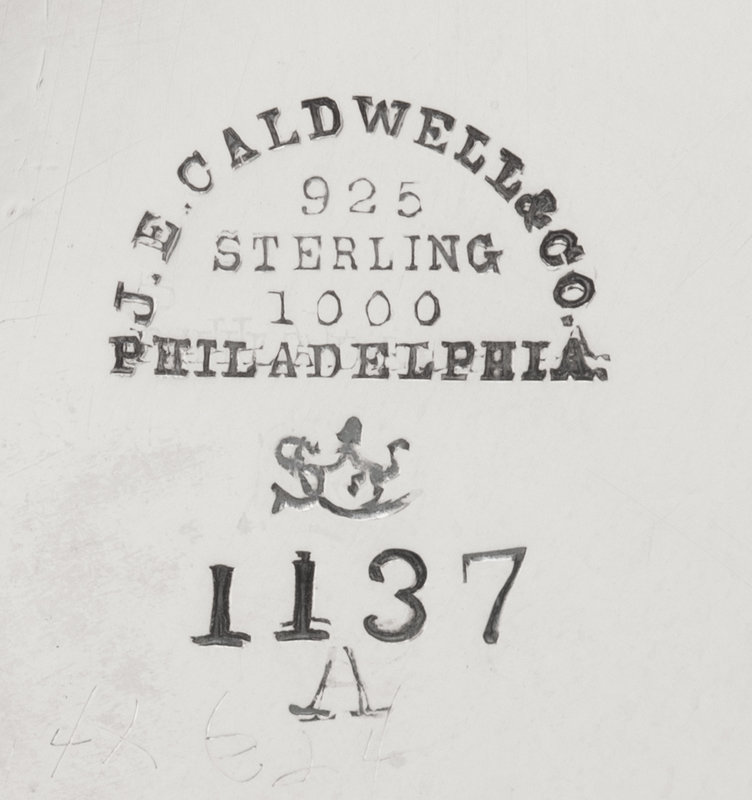 J.E. CALDWELL & CO.
925
STERLING
1000
PHILADELPHIA
1137
A